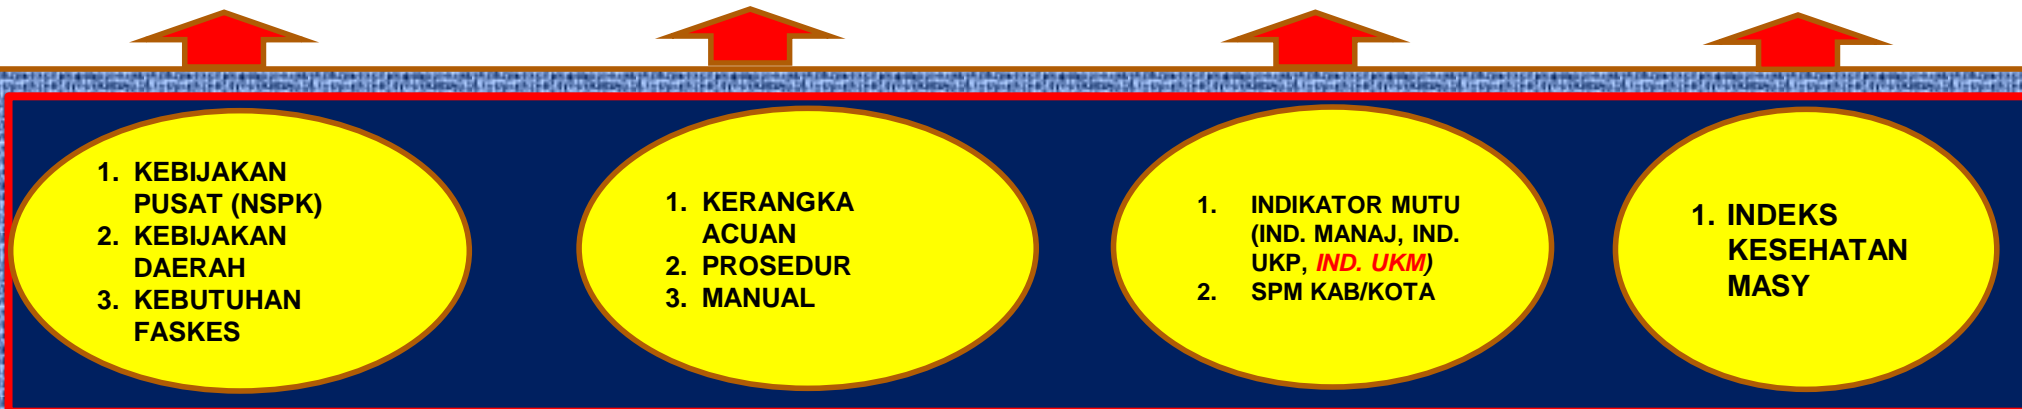 1. KEBIJAKAN
PUSAT (NSPK)
2. KEBIJAKAN
DAERAH
3. KEBUTUHAN
FASKES
1. KERANGKA
ACUAN
2. PROSEDUR
3. MANUAL
1. INDIKATOR MUTU
(IND. MANAJ, IND.
UKP, IND. UKM)
2. SPM KAB/KOTA
1. INDEKS
KESEHATAN
MASY